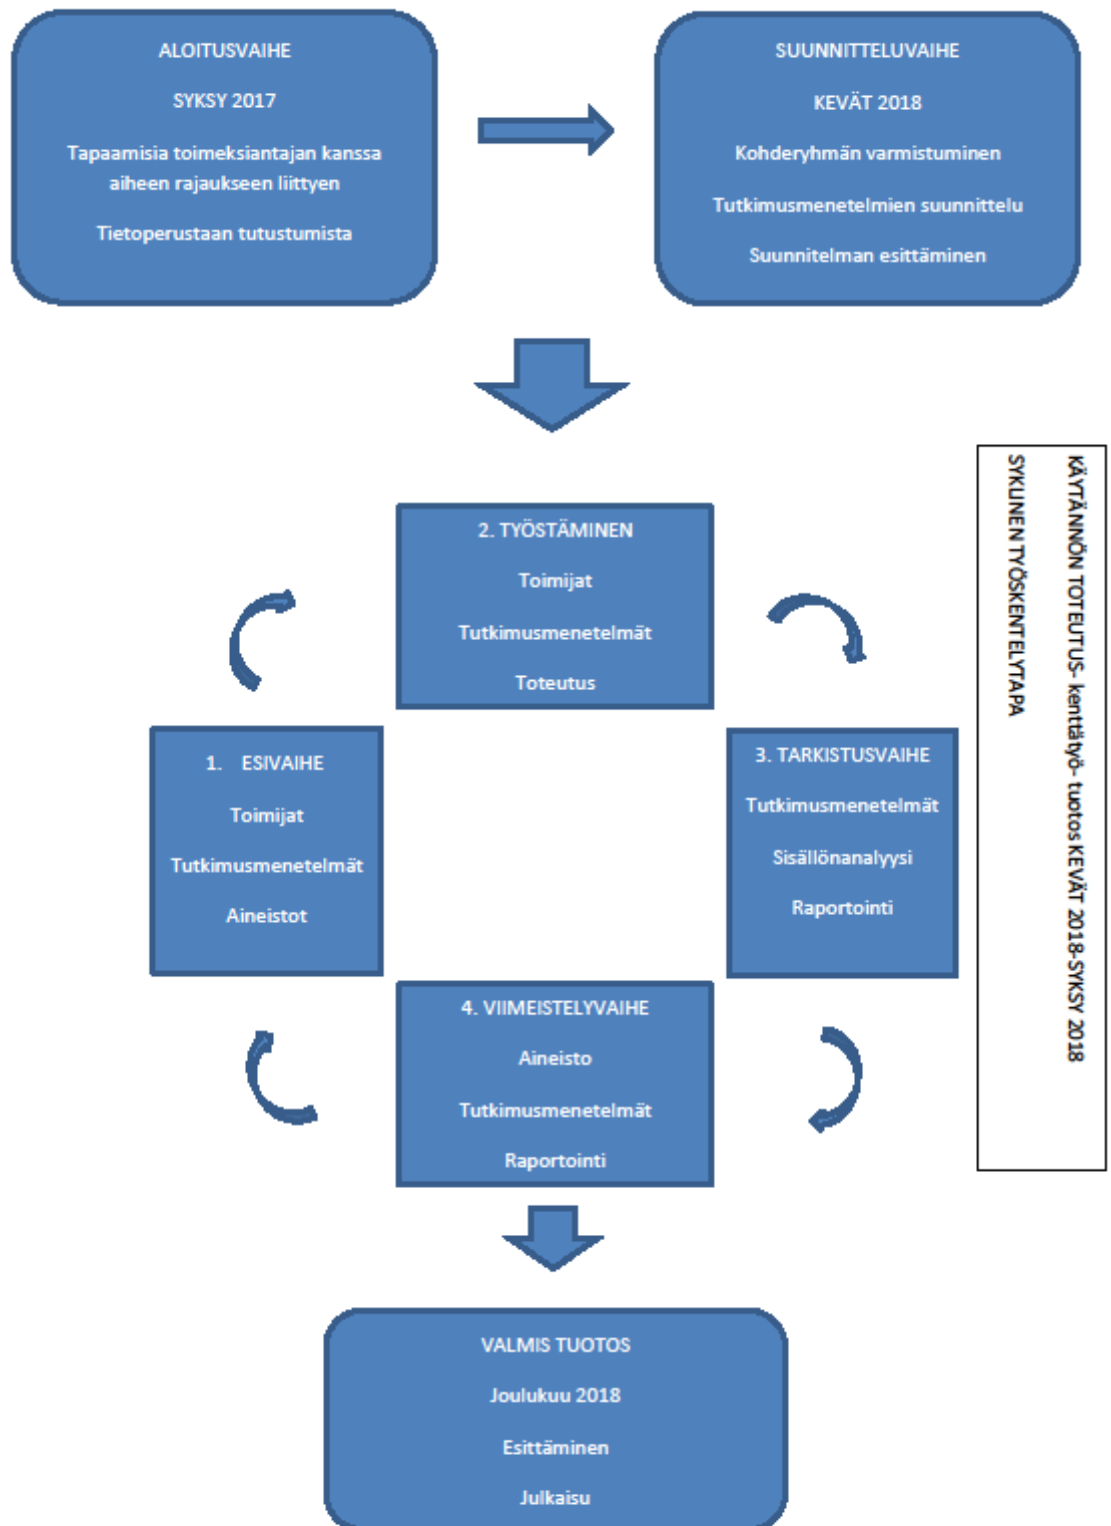 ALOITUSVAIHE
SYKSY 2017
Tapaamisia toimeksiantajan kanssa
aiheen rajaukseen liittyen
Tietoperustaan tutustumista
SUUNNITTELUVAIHE
KEVÄT 2018
Kohderyhmän varmistuminen
Tutkimusmenetelmien suunnittelu
Suunnitelman esittäminen
KÄYTÄNNÖN TOTEUTUS- kenttätyö- tuotos KEVÄT 2018-SYKSY 2018
SYKLINEN TYÖSKENTELYTAPA
2. TYÖSTÄMINEN
Toimijat
Tutkimusmenetelmät
Toteutus
1. ESIVAIHE
Toimijat
Tutkimusmenetelmät
Aineistot
3. TARKISTUSVAIHE
Tutkimusmenetelmät
Sisällönanalyysi
Raportointi
4. VIIMEISTELYVAIHE
Aineisto
Tutkimusmenetelmät
Raportointi
VALMIS TUOTOS
Joulukuu 2018
Esittäminen
Julkaisu